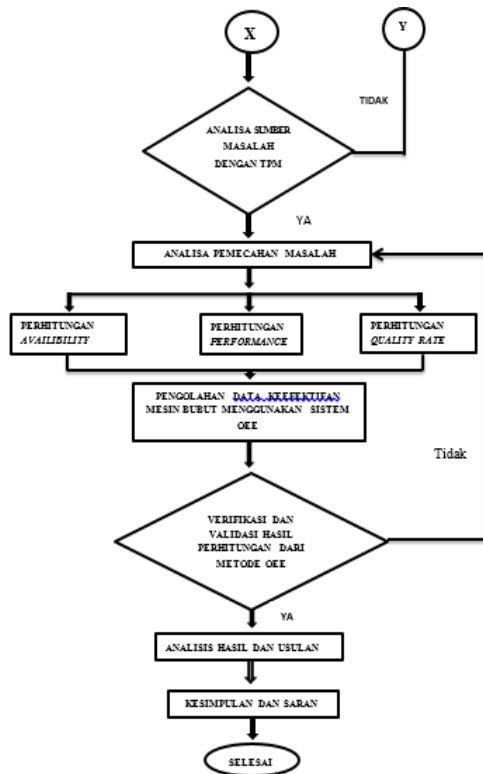 X
Y
TIDAK
ANALISA SUMBER
MASALAH
DENGAN TPM
YA
ANALISA PEMECAHAN MASALAH
PERHITUNGAN
AVAILIBILITY
PERHITUNGAN
PERFORMANCE
PERHITUNGAN
QUALITY RATE
PENGOLAHAN DATA KEEFEKTIFAN
MESIN BUBUT MENGGUNAKAN SISTEM
OEE
Tidak
VERIFIKASI DAN
VALIDASI HASIL
PERHITUNGAN DARI
METODE OEE
YA
ANALISIS HASIL DAN USULAN
KESIMPULAN DAN SARAN
SELESAI